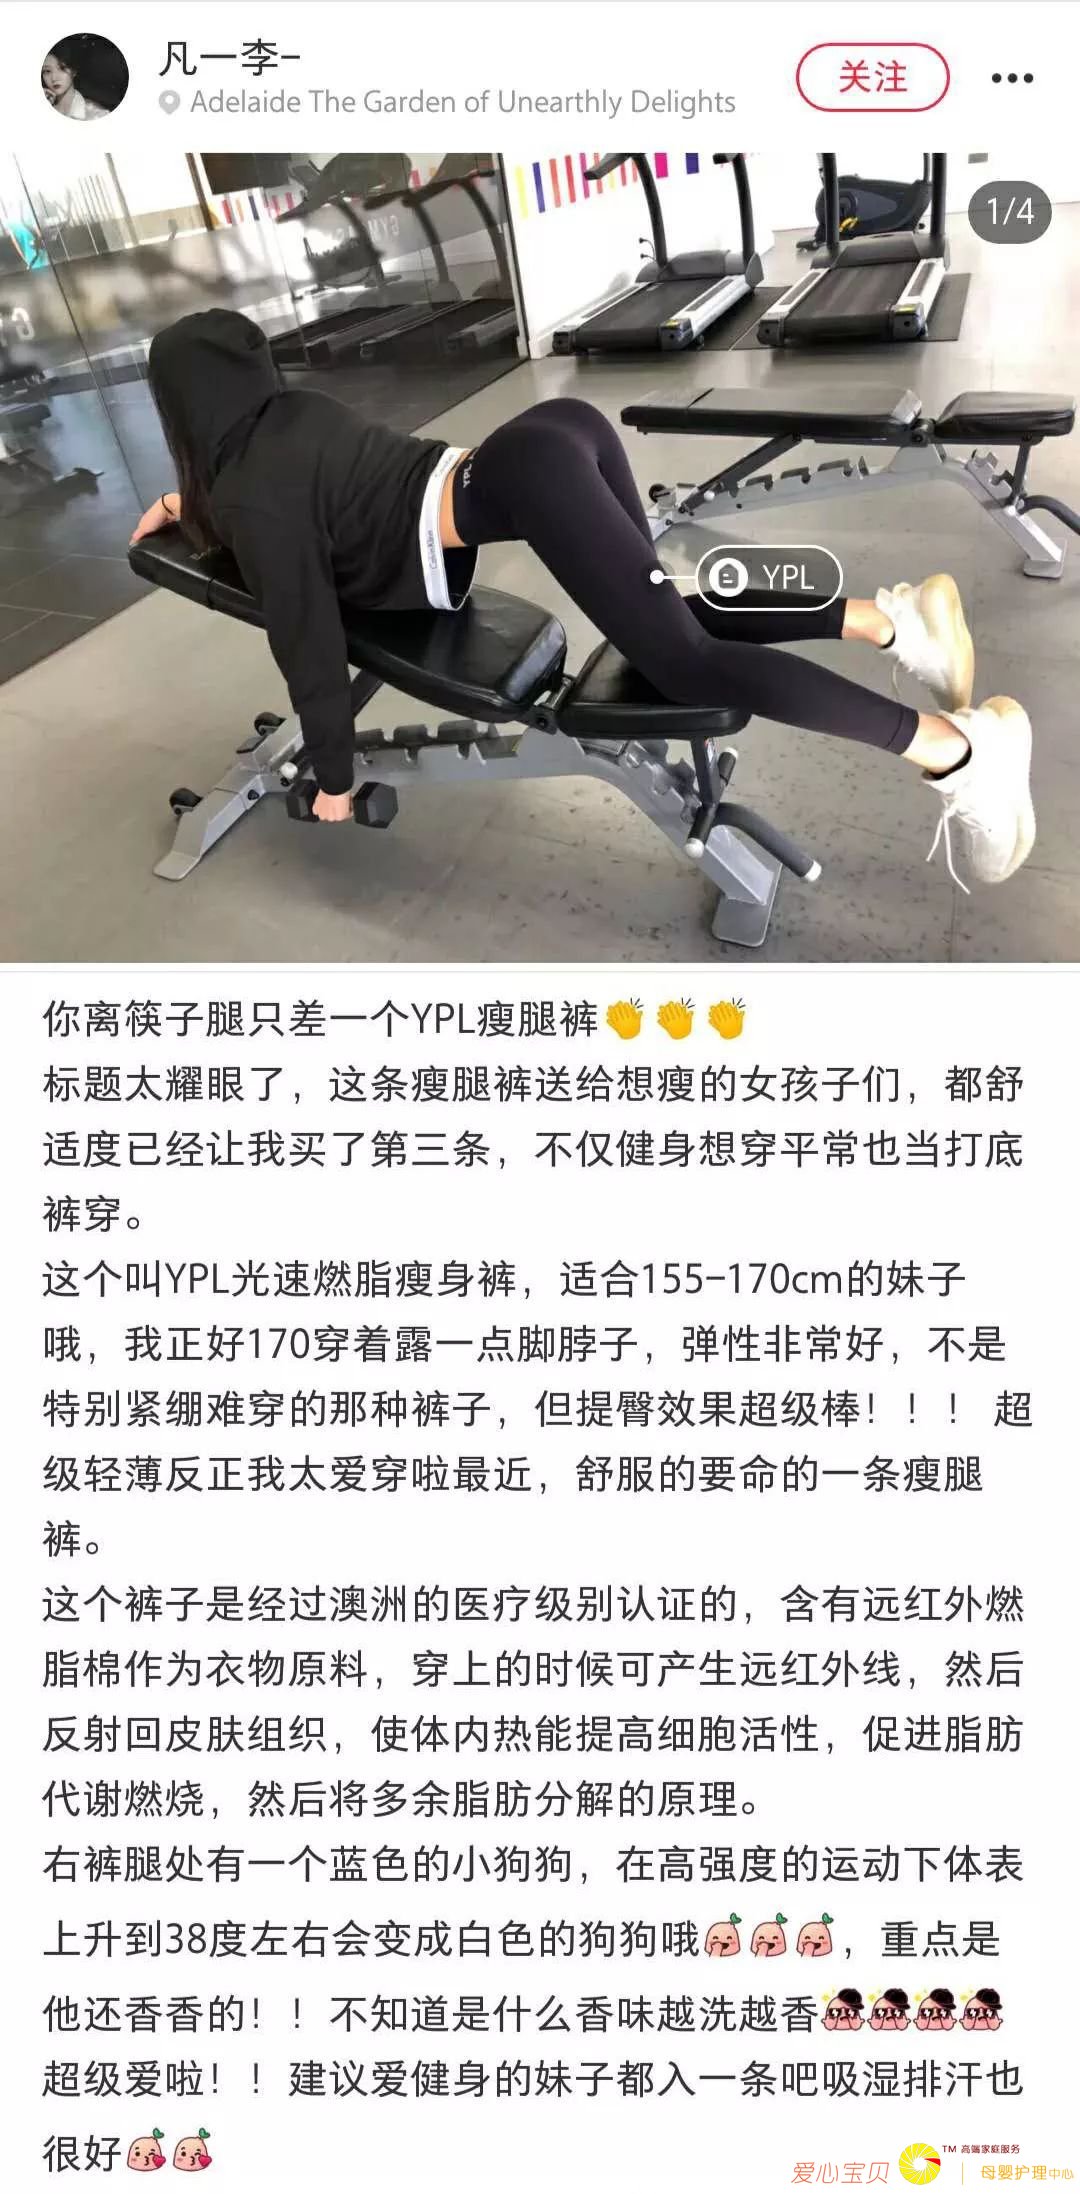 凡一李-
Adelaide The Garden of Unearthly Delights
关注
1/4
YPL
Calvin Klein
YPL
你离筷子腿只差一个YPL瘦腿裤👏👏👏
标题太耀眼了，这条瘦腿裤送给想瘦的女孩子们，都舒
适度已经让我买了第三条，不仅健身想穿平常也当打底
裤穿。
这个叫YPL光速燃脂瘦身裤，适合155-170cm的妹子
哦，我正好170穿着露一点脚脖子，弹性非常好，不是
特别紧绷难穿的那种裤子，但提臀效果超级棒！！！ 超
级轻薄反正我太爱穿啦最近，舒服的要命的一条瘦腿
裤。
这个裤子是经过澳洲的医疗级别认证的，含有远红外燃
脂棉作为衣物原料，穿上的时候可产生远红外线，然后
反射回皮肤组织，使体内热能提高细胞活性，促进脂肪
代谢燃烧，然后将多余脂肪分解的原理。
右裤腿处有一个蓝色的小狗狗，在高强度的运动下体表
上升到38度左右会变成白色的狗狗哦，重点是
他还香香的！！不知道是什么香味越洗越香
超级爱啦！！建议爱健身的妹子都入一条吧吸湿排汗也
很好
爱心宝贝 TM 高端家庭服务
母婴护理中心